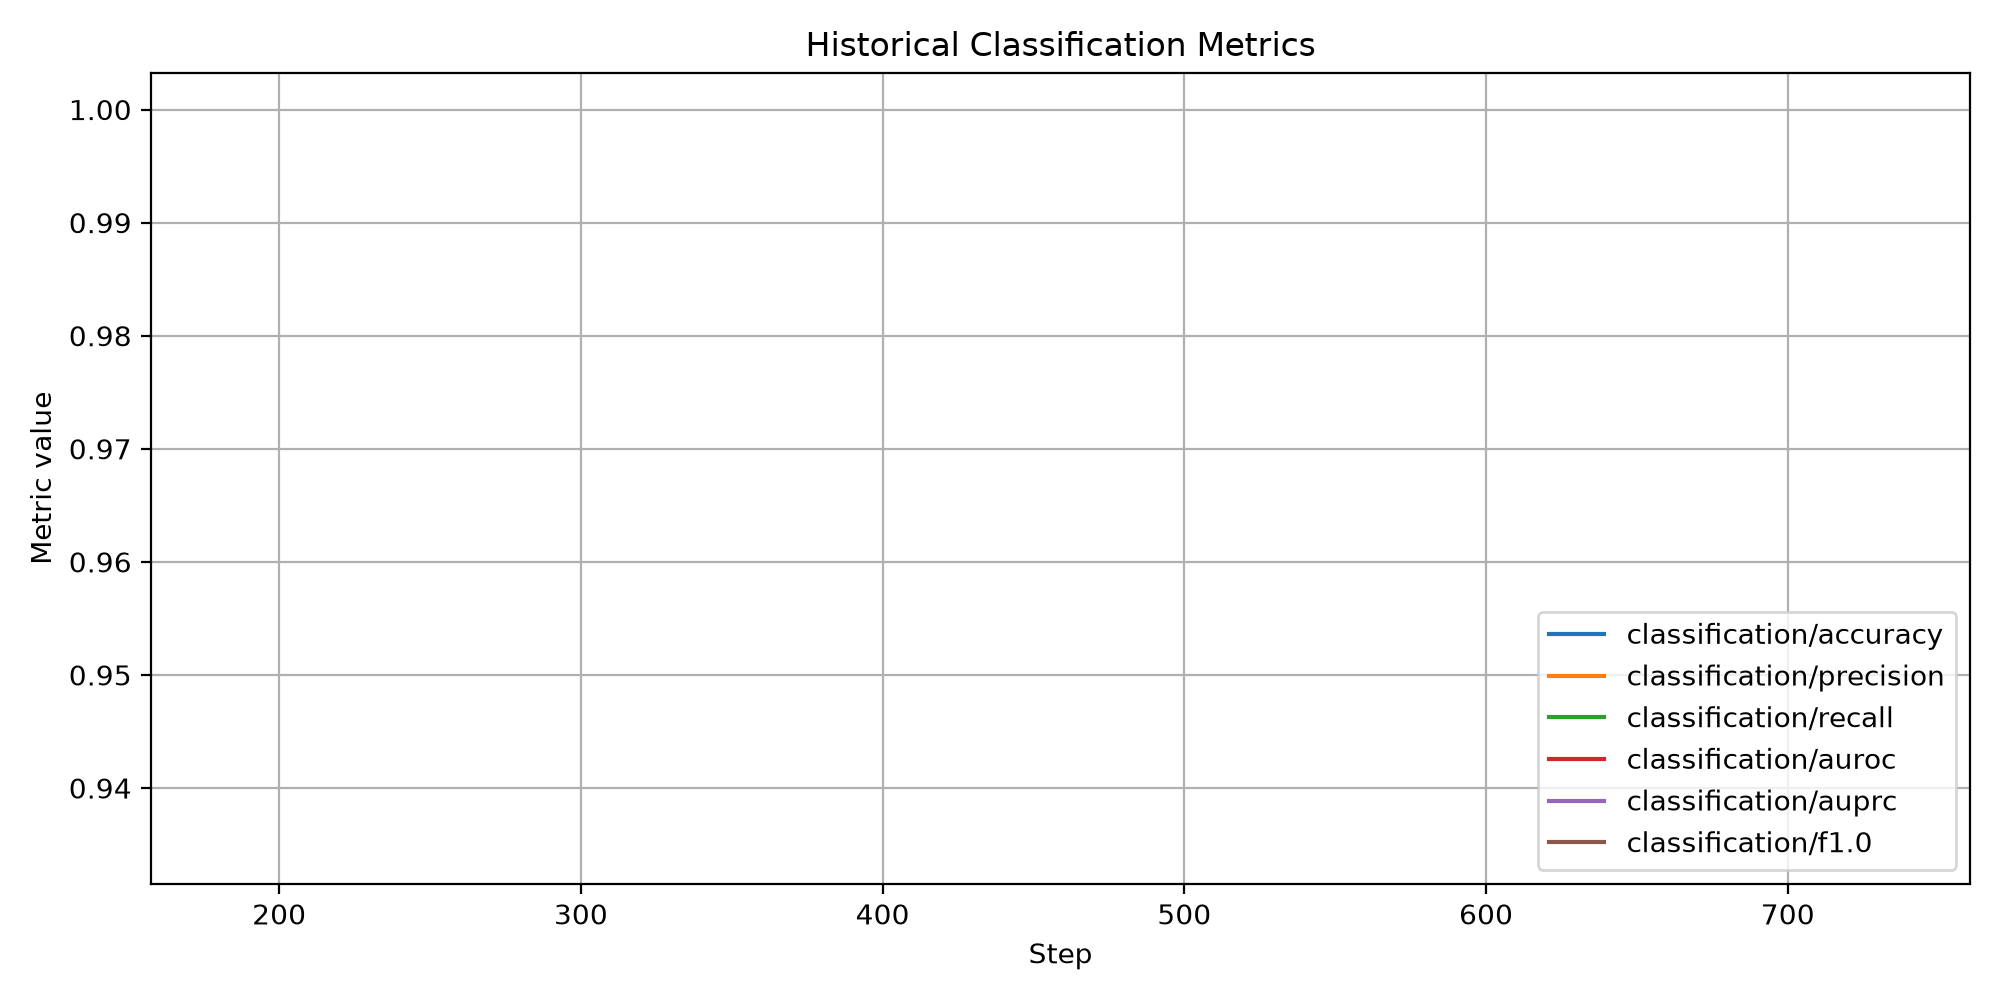 Historical Classification Metrics
1.00
0.99
0.98
0.97
0.96
0.95
0.94
Metric value
classification/accuracy
classification/precision
classification/recall
classification/auroc
classification/auprc
classification/f1.0
200 300 400 500 600 700
Step